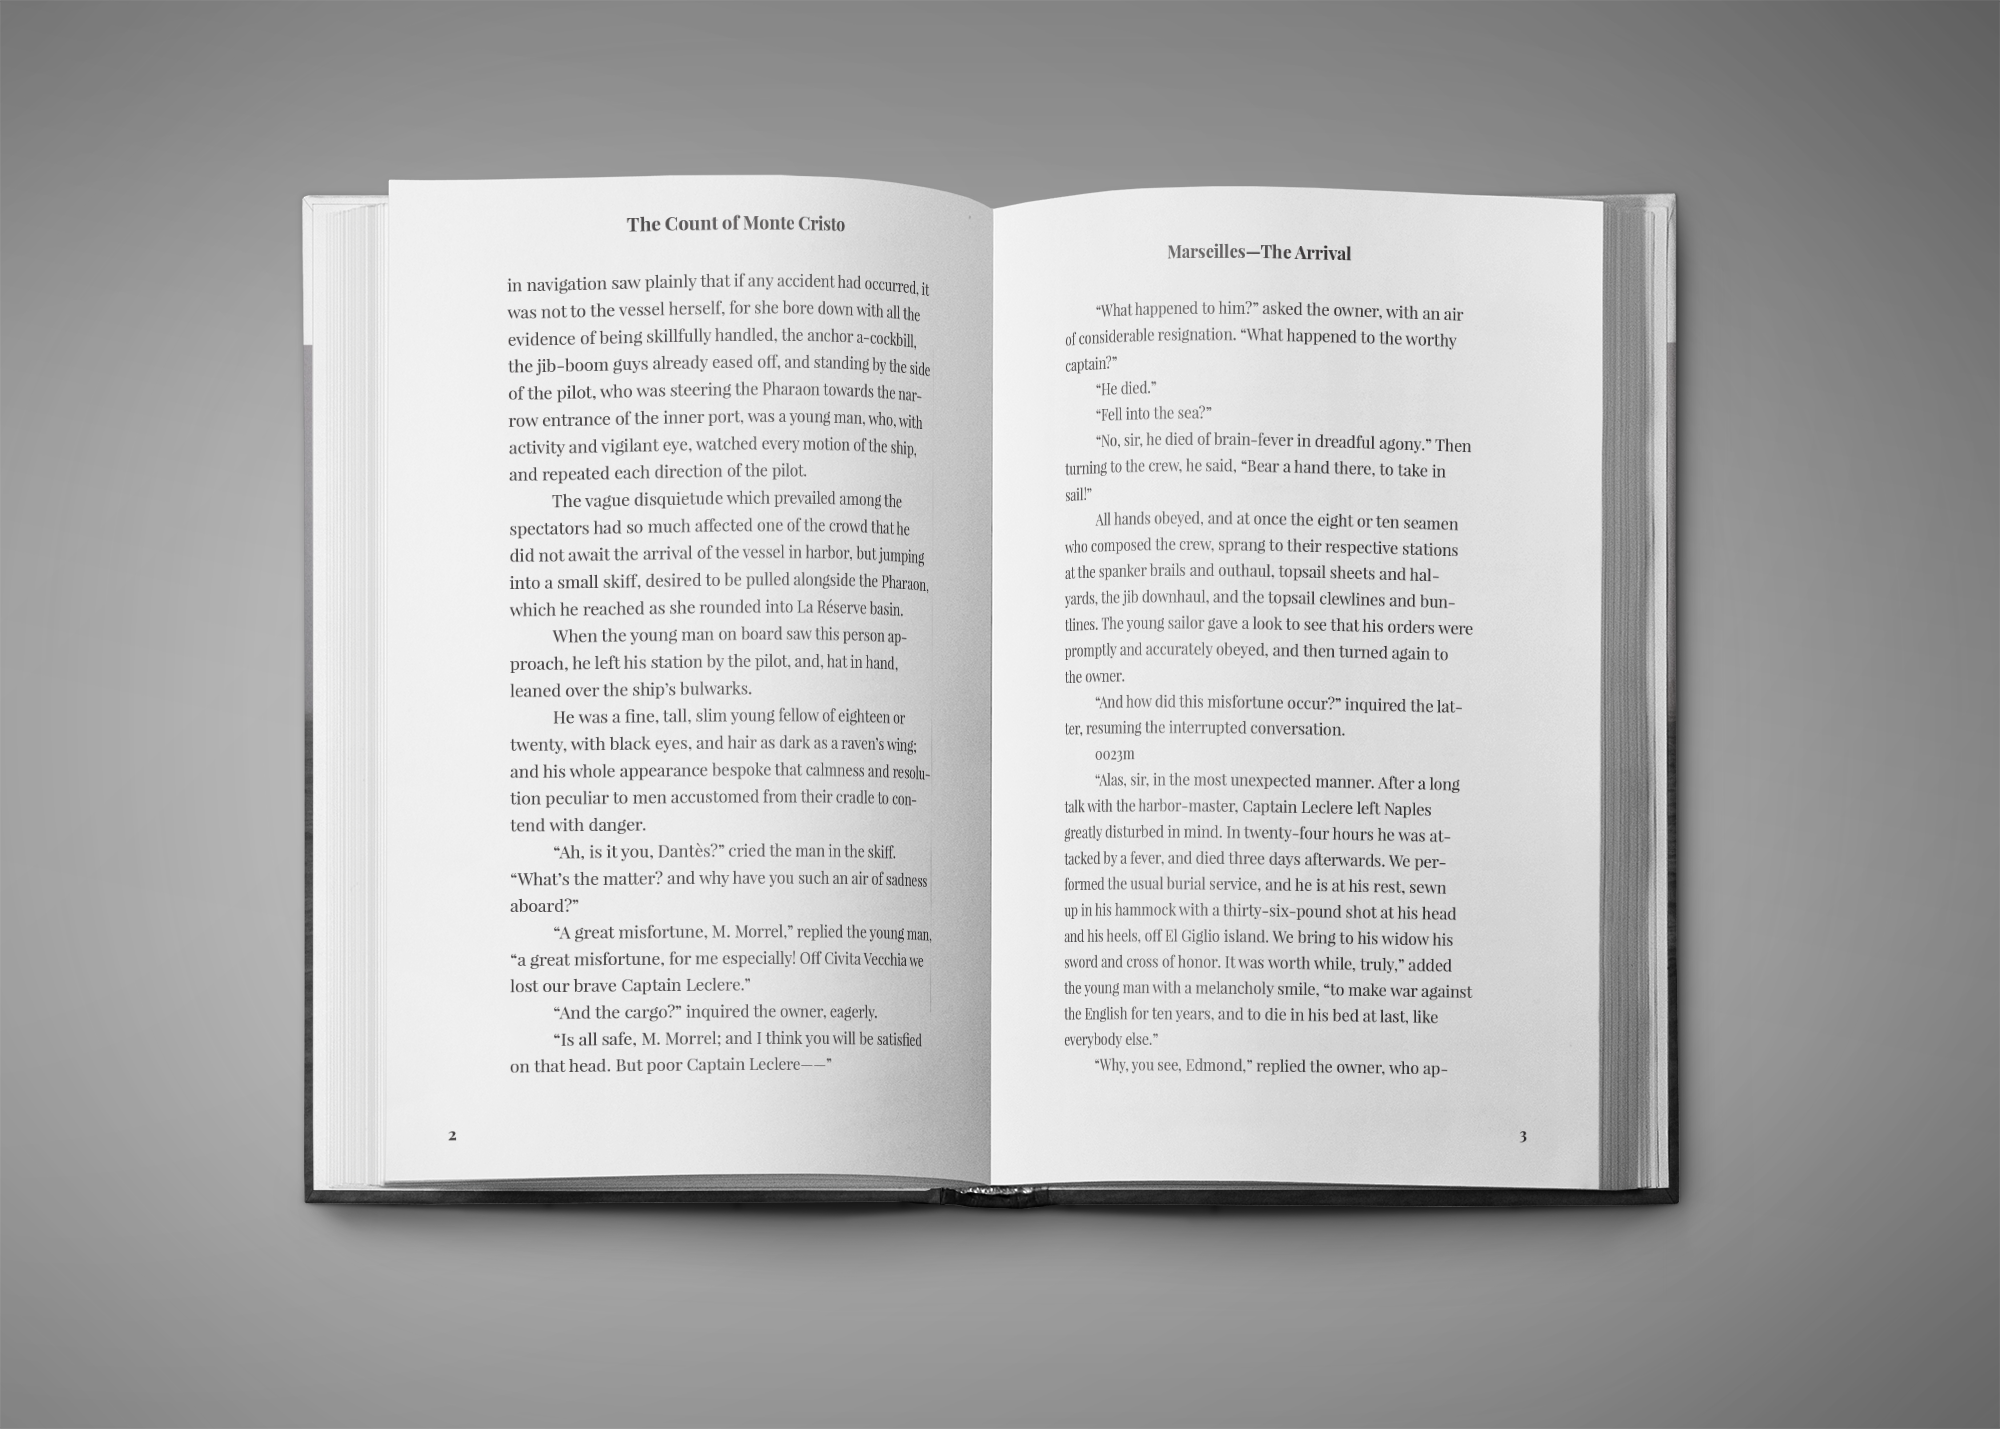 The Count of Monte Cristo
in navigation saw plainly that if any accident had occurred, it
was not to the vessel herself, for she bore down with all the
evidence of being skillfully handled, the anchor a-cockbill,
the jib-boom guys already eased off, and standing by the side
of the pilot, who was steering the Pharaon towards the nar-
row entrance of the inner port, was a young man, who, with
activity and vigilant eye, watched every motion of the ship,
and repeated each direction of the pilot.
The vague disquietude which prevailed among the
spectators had so much affected one of the crowd that he
did not await the arrival of the vessel in harbor, but jumping
into a small skiff, desired to be pulled alongside the Pharaon,
which he reached as she rounded into La Réserve basin.
When the young man on board saw this person ap-
proach, he left his station by the pilot, and, hat in hand,
leaned over the ship’s bulwarks.
He was a fine, tall, slim young fellow of eighteen or
twenty, with black eyes, and hair as dark as a raven’s wing;
and his whole appearance bespoke that calmness and resolu-
tion peculiar to men accustomed from their cradle to con-
tend with danger.
“Ah, is it you, Dantès?” cried the man in the skiff.
“What’s the matter? and why have you such an air of sadness
aboard?”
“A great misfortune, M. Morrel,” replied the young man,
“a great misfortune, for me especially! Off Civita Vecchia we
lost our brave Captain Leclere.”
“And the cargo?” inquired the owner, eagerly.
“Is all safe, M. Morrel; and I think you will be satisfied
on that head. But poor Captain Leclere——”
2
Marseilles—The Arrival
“What happened to him?” asked the owner, with an air
of considerable resignation. “What happened to the worthy
captain?”
“He died.”
“Fell into the sea?”
“No, sir, he died of brain-fever in dreadful agony.” Then
turning to the crew, he said, “Bear a hand there, to take in
sail!”
All hands obeyed, and at once the eight or ten seamen
who composed the crew, sprang to their respective stations
at the spanker brails and outhaul, topsail sheets and hal-
yards, the jib downhaul, and the topsail clewlines and bun-
tlines. The young sailor gave a look to see that his orders were
promptly and accurately obeyed, and then turned again to
the owner.
“And how did this misfortune occur?” inquired the lat-
ter, resuming the interrupted conversation.
0023m
“Alas, sir, in the most unexpected manner. After a long
talk with the harbor-master, Captain Leclere left Naples
greatly disturbed in mind. In twenty-four hours he was at-
tacked by a fever, and died three days afterwards. We per-
formed the usual burial service, and he is at his rest, sewn
up in his hammock with a thirty-six-pound shot at his head
and his heels, off El Giglio island. We bring to his widow his
sword and cross of honor. It was worth while, truly,” added
the young man with a melancholy smile, “to make war against
the English for ten years, and to die in his bed at last, like
everybody else.”
“Why, you see, Edmond,” replied the owner, who ap-
3